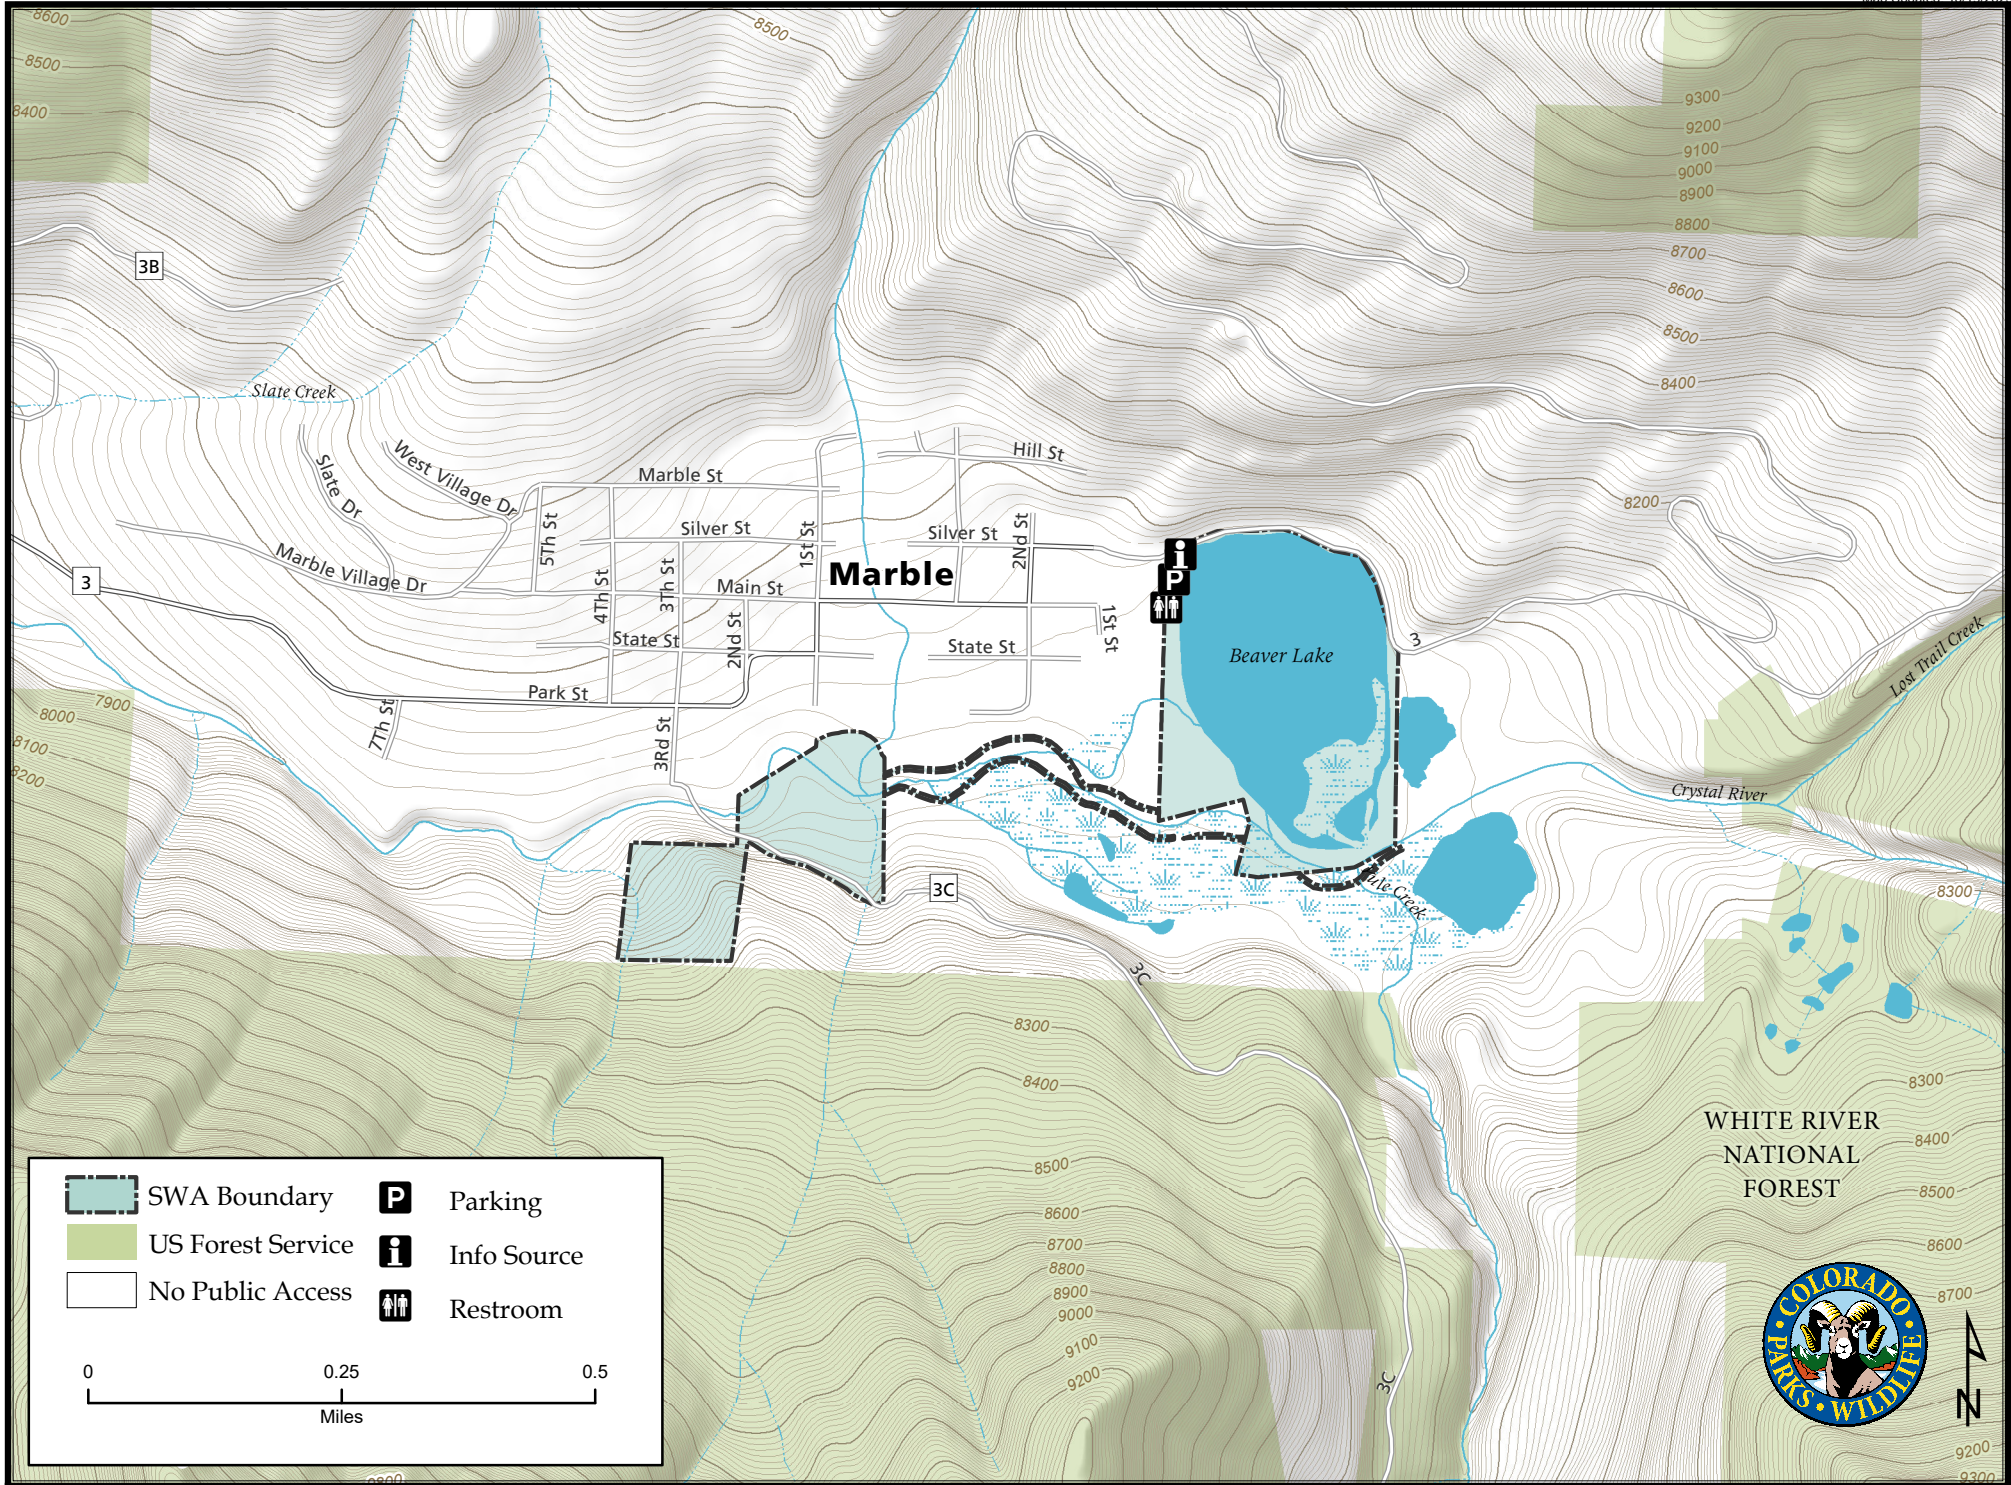 8600
8500
8500
8400
9300
9200
9100
9000
8900
8800
8700
8600
8500
8400
8200
3B
Slate Creek
Slate Dr
West Village Dr
Marble St
Hill St
5Th St
Silver St
1St St
Silver St
2Nd St
Marble Village Dr
3
4Th St
3Th St
Main St
Marble
i
P
1St St
State St
2Nd St
State St
Beaver Lake
3
Lost Trail Creek
Park St
7Th St
3Rd St
7900
8000
8100
8200
Crystal River
3C
8300
3C
8300
8400
8500
8600
8700
8800
8900
9000
9100
9200
3C
8300
8400
8500
8600
8700
9200
9300
WHITE RIVER
NATIONAL
FOREST
SWA Boundary
US Forest Service
No Public Access
P Parking
i Info Source
Restroom
0 0.25 0.5
Miles
COLORADO
PARKS • WILDLIFE
N